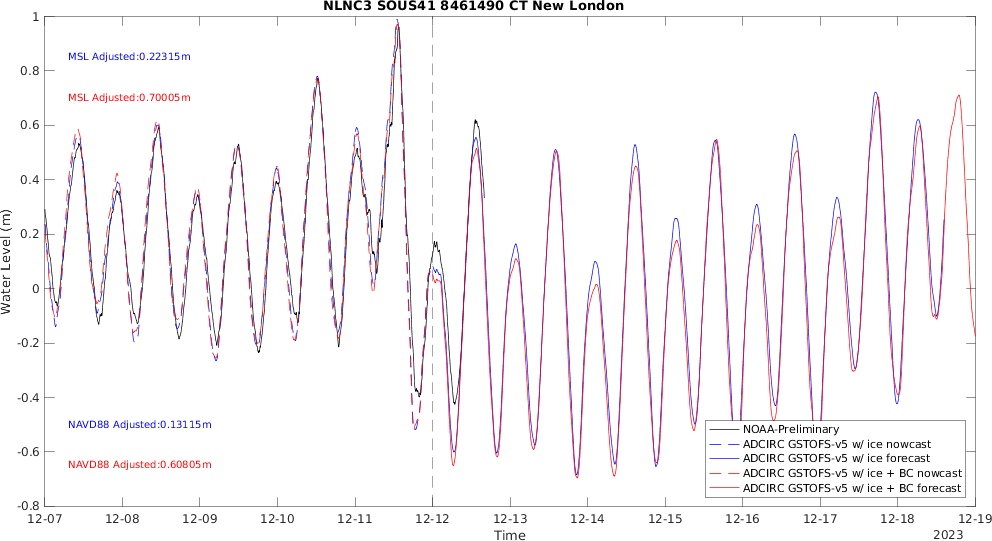 NLNC3 SOUS41 8461490 CT New London
MSL Adjusted:0.22315m
MSL Adjusted:0.70005m
NAVD88 Adjusted:0.13115m
NAVD88 Adjusted:0.60805m
Water Level (m)
1
0.8
0.6
0.4
0.2
0
-0.2
-0.4
-0.6
-0.8
NOAA-Preliminary
ADCIRC GSTOFS-v5 w/ ice nowcast
ADCIRC GSTOFS-v5 w/ ice forecast
ADCIRC GSTOFS-v5 w/ ice + BC nowcast
ADCIRC GSTOFS-v5 w/ ice + BC forecast
12-07 12-08 12-09 12-10 12-11 12-12 12-13 12-14 12-15 12-16 12-17 12-18 12-19
Time
2023